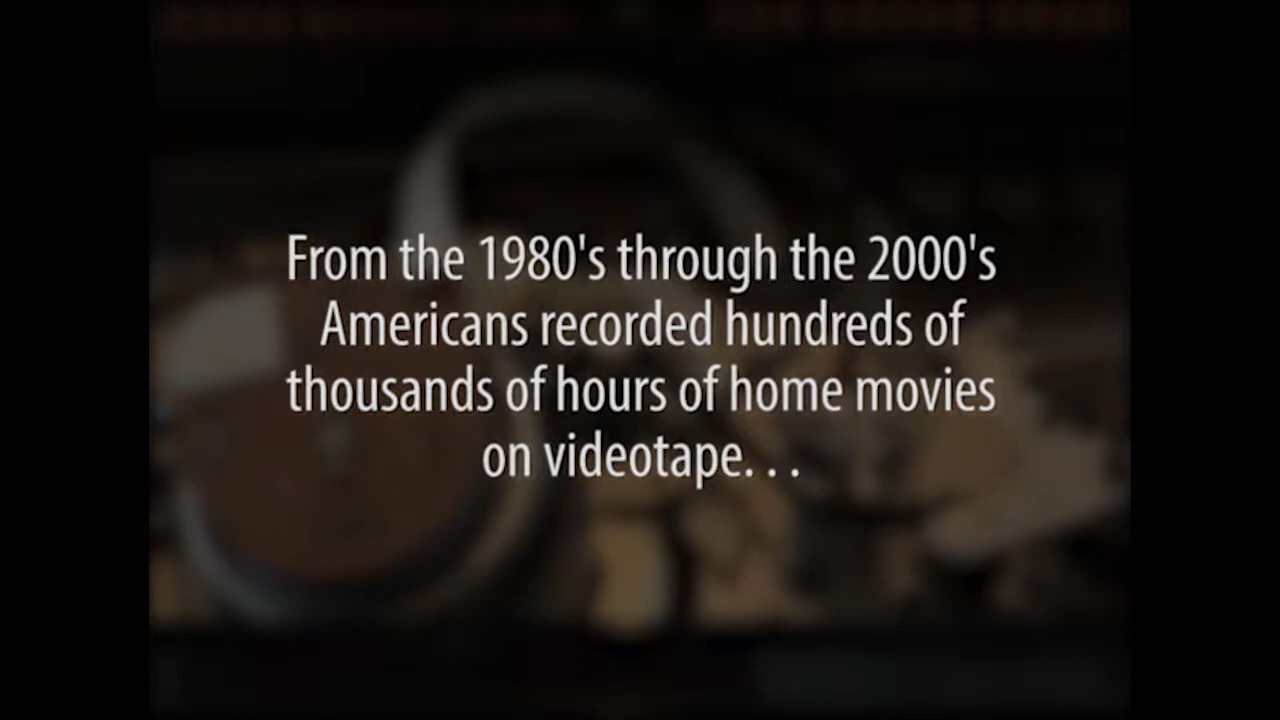 From the 1980's through the 2000's
Americans recorded hundreds of
thousands of hours of home movies
on videotape. . .